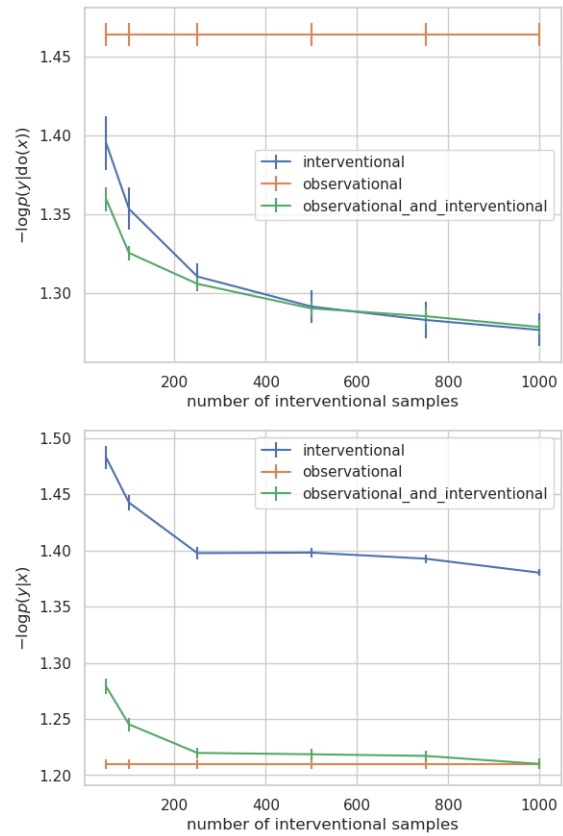 1.45
1.40
1.35
1.30
−logp(y|do(x))
interventional
observational
observational_and_interventional
200 400 600 800 1000
number of interventional samples
1.50
1.45
1.40
1.35
1.30
1.25
1.20
−logp(y|x)
interventional
observational
observational_and_interventional
200 400 600 800 1000
number of interventional samples